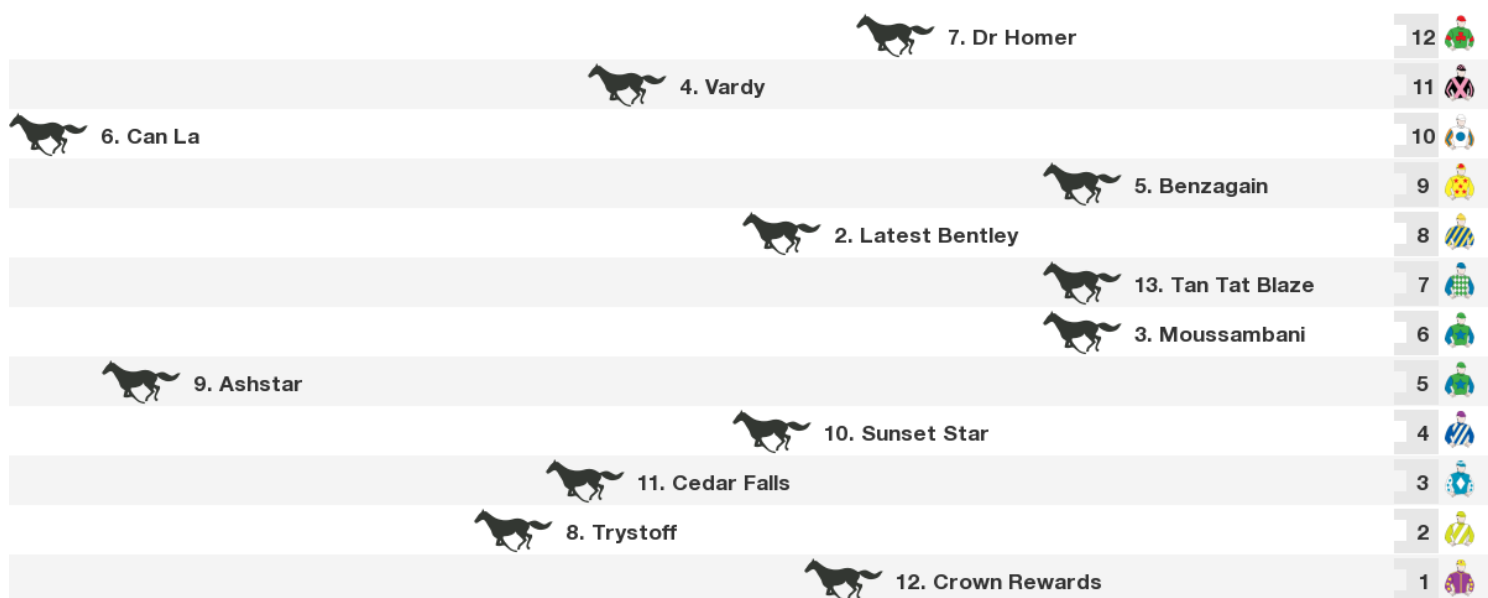 7. Dr Homer 12
4. Vardy 11
6. Can La 10
5. Benzagain 9
2. Latest Bentley 8
13. Tan Tat Blaze 7
3. Moussambani 6
9. Ashstar 5
10. Sunset Star 4
11. Cedar Falls 3
8. Trystoff 2
12. Crown Rewards 1